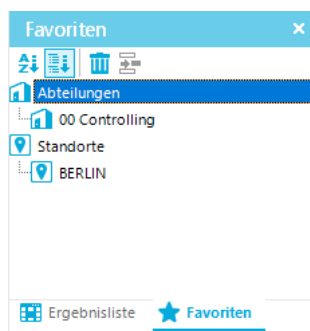 Favoriten
Abteilungen
00 Controlling
Standorte
BERLIN
Ergebnisliste Favoriten